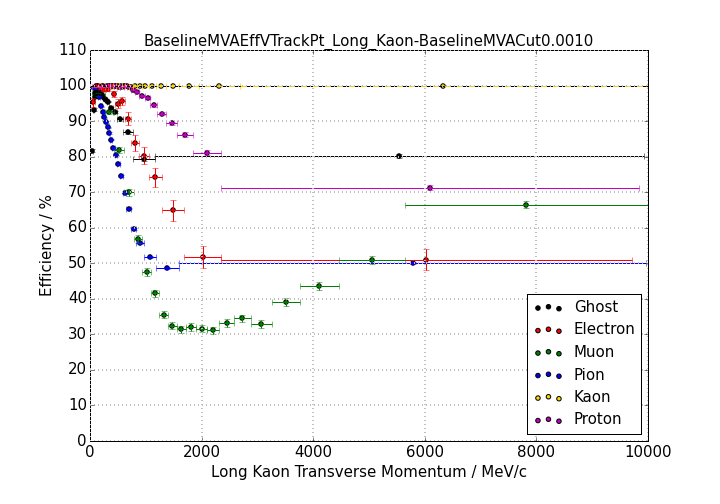 BaselineMVAEffVTrackPt_Long_Kaon-BaselineMVACut0.0010
110
100
90
80
70
60
50
40
30
20
10
0
Efficiency / %
Ghost
Electron
Muon
Pion
Kaon
Proton
0 2000 4000 6000 8000 10000
Long Kaon Transverse Momentum / MeV/c